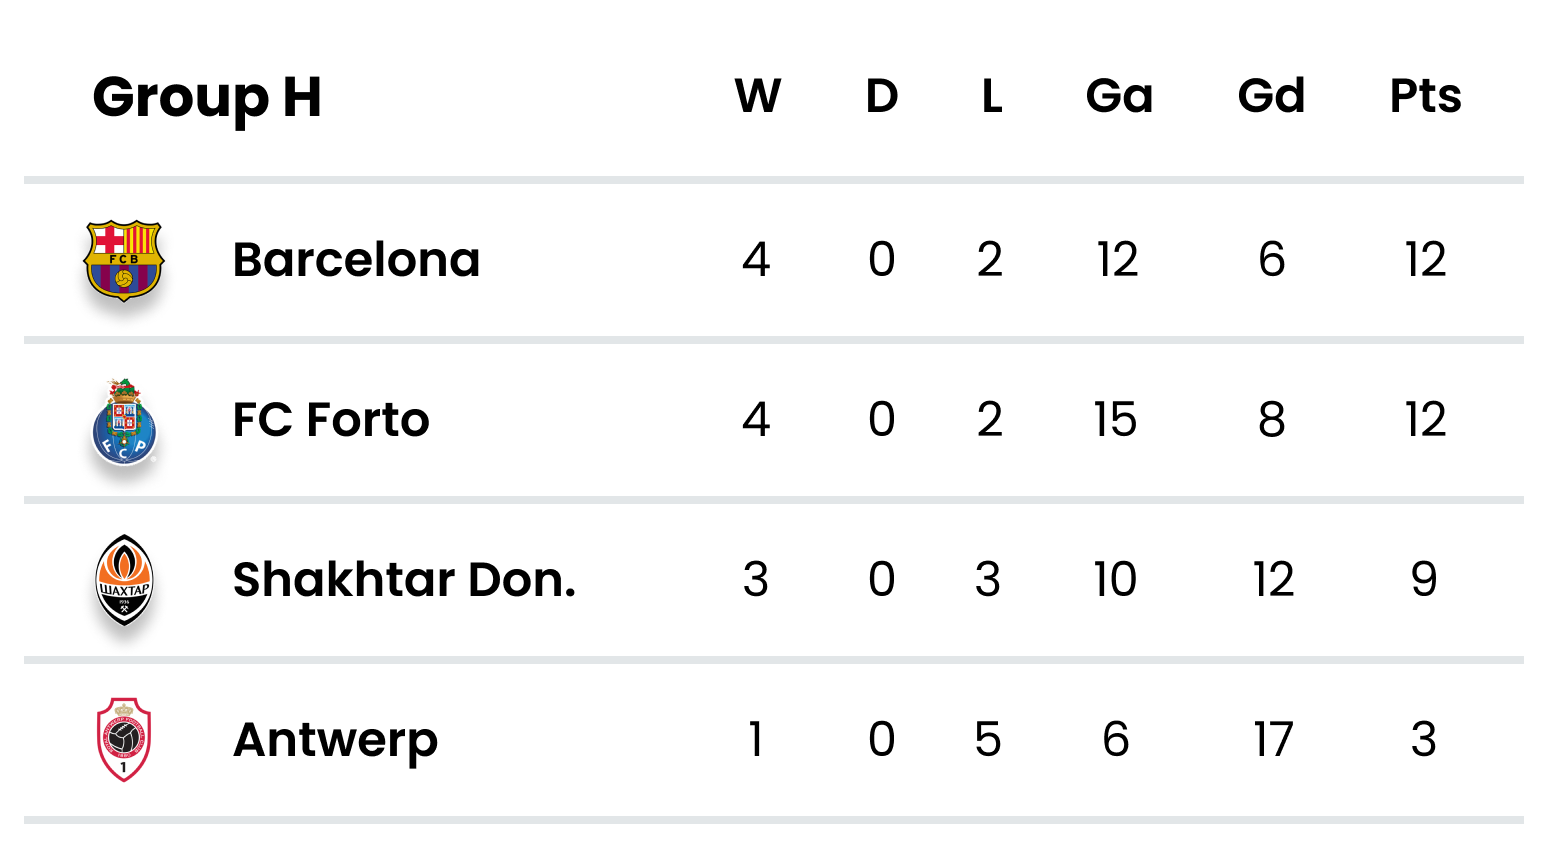 Group H W D L Ga Gd Pts
FCB
Barcelona 4 0 2 12 6 12
FC Forto 4 0 2 15 8 12
FCP
Shakhtar Don. 3 0 3 10 12 9
ШАХТАР
1936
Antwerp 1 0 5 6 17 3
1